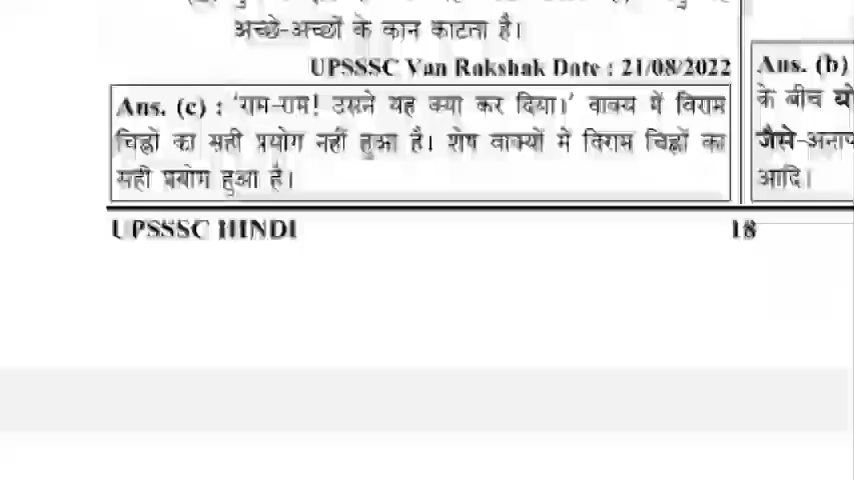 अच्छे-अच्छों के कान काटता है।
UPSSSC Van Rakshak Date : 21/08/2022
Ans. (c) : 'राम-राम! उसने यह क्या कर दिया।' वाक्य में विराम
चिह्नों का सही प्रयोग नहीं हुआ है। शेष वाक्यों में विराम चिह्नों का
सही प्रयोग हुआ है।
UPSSSC HINDI
18
Ans. (b)
के बीच
जैसे-
आदि।